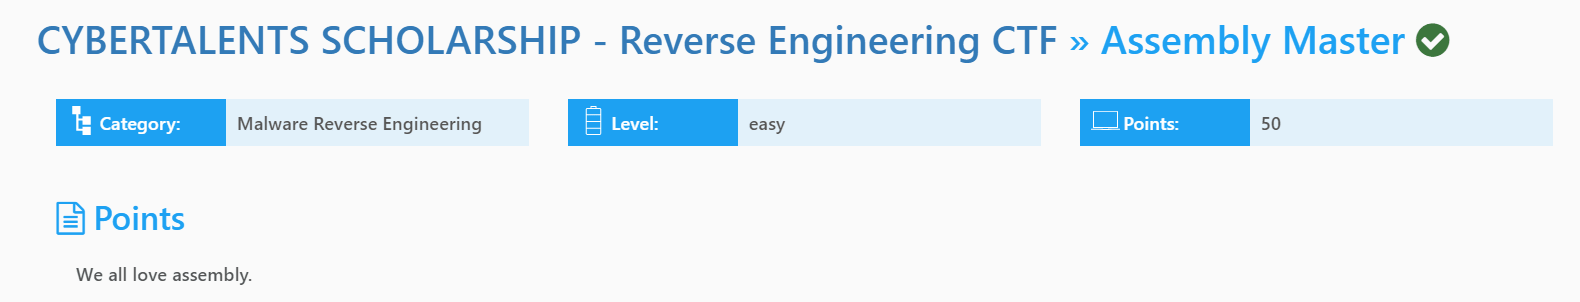 CYBERTALENTS SCHOLARSHIP - Reverse Engineering CTF » Assembly Master
Category: Malware Reverse Engineering Level: easy Points: 50
Points
We all love assembly.